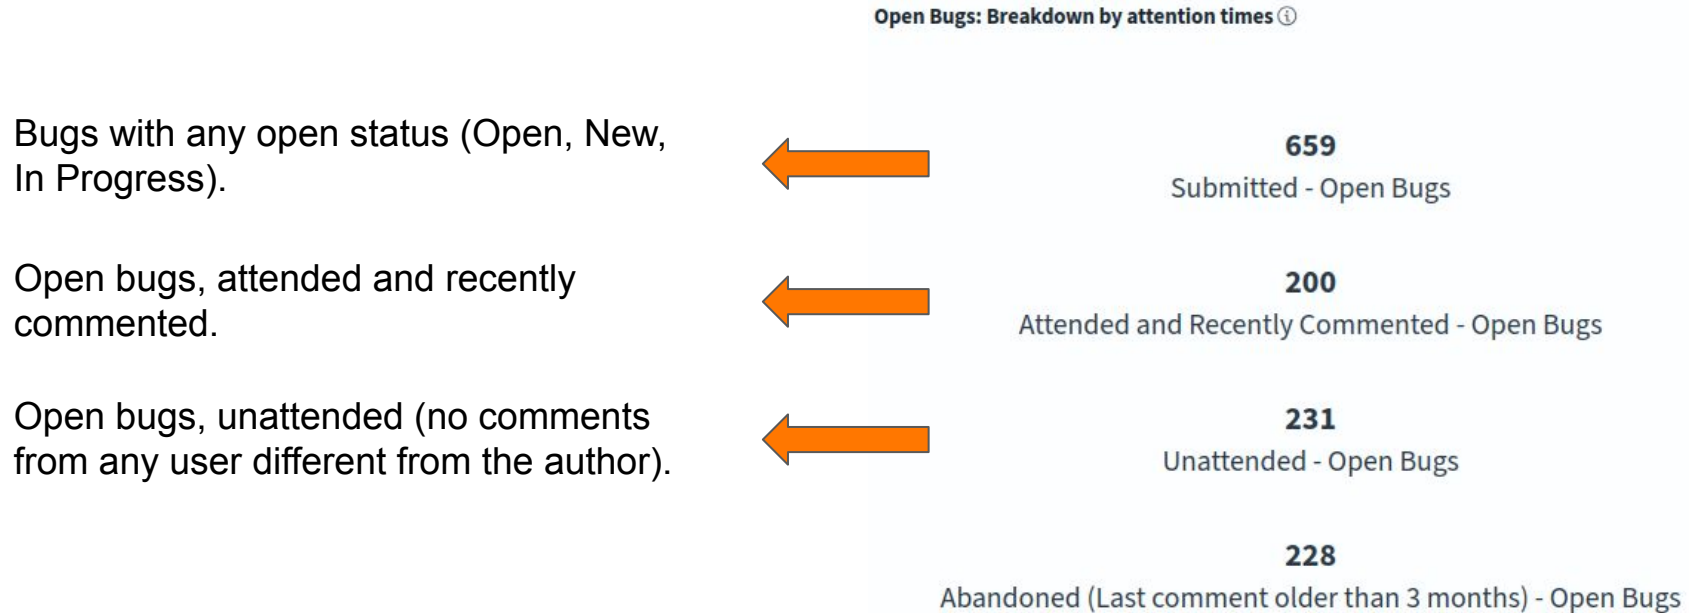 Open Bugs: Breakdown by attention times ⓘ
Bugs with any open status (Open, New,
In Progress).
659
Submitted - Open Bugs
Open bugs, attended and recently
commented.
200
Attended and Recently Commented - Open Bugs
Open bugs, unattended (no comments
from any user different from the author).
231
Unattended - Open Bugs
228
Abandoned (Last comment older than 3 months) - Open Bugs